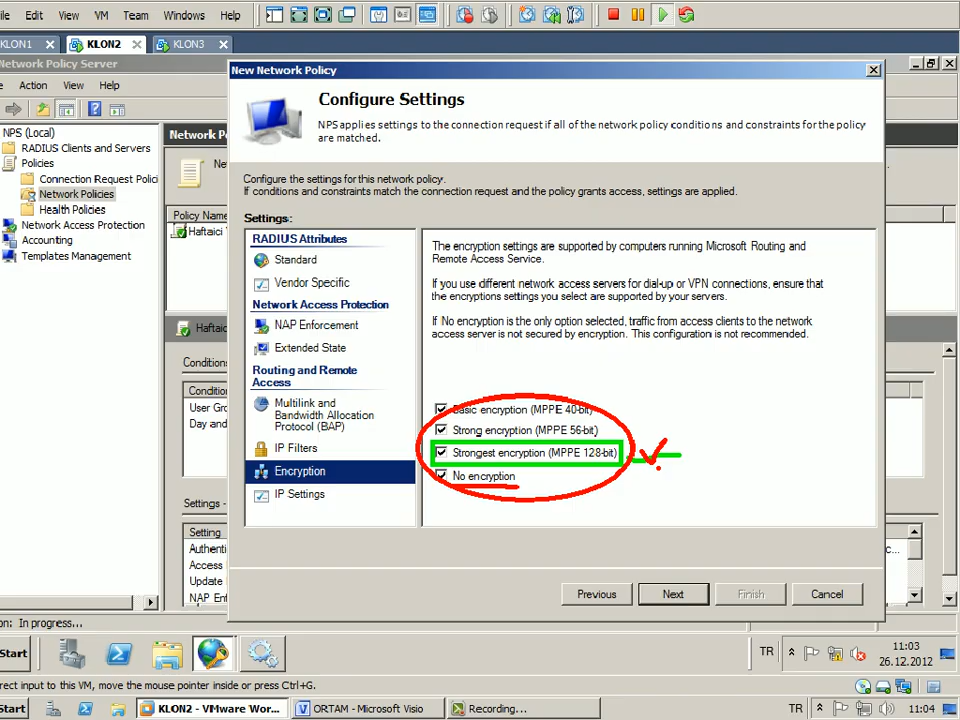 File Edit View VM Team Windows Help
KLON1 KLON2 KLON3
Network Policy Server
Action View Help
NPS (Local)
RADIUS Clients and Servers
Policies
Connection Request Polici
Network Policies
Health Policies
Network Access Protection
Accounting
Templates Management
Network Po
Net
Policy Name
Haftaici
Haftaic
Conditions
Condition
User Gro
Day and
Settings -
Setting
Authenti
Access
Update
NAP Enf
c...
New Network Policy
Configure Settings
NPS applies settings to the connection request if all of the network policy conditions and constraints for the policy
are matched.
Configure the settings for this network policy.
If conditions and constraints match the connection request and the policy grants access, settings are applied.
Settings:
RADIUS Attributes
Standard
Vendor Specific
Network Access Protection
NAP Enforcement
Extended State
Routing and Remote
Access
Multilink and
Bandwidth Allocation
Protocol (BAP)
IP Filters
Encryption
IP Settings
The encryption settings are supported by computers running Microsoft Routing and
Remote Access Service.
If you use different network access servers for dial-up or VPN connections, ensure that
the encryptions settings you select are supported by your servers.
If No encryption is the only option selected, traffic from access clients to the network
access server is not secured by encryption. This configuration is not recommended.
Basic encryption (MPPE 40-bit)
Strong encryption (MPPE 56-bit)
Strongest encryption (MPPE 128-bit)
No encryption
Previous Next Finish Cancel
on: In progress...
Start TR 11:03
26.12.2012
rect input to this VM, move the mouse pointer inside or press Ctrl+G.
Start KLON2 - VMware Wor... ORTAM - Microsoft Visio Recording... TR 11:04